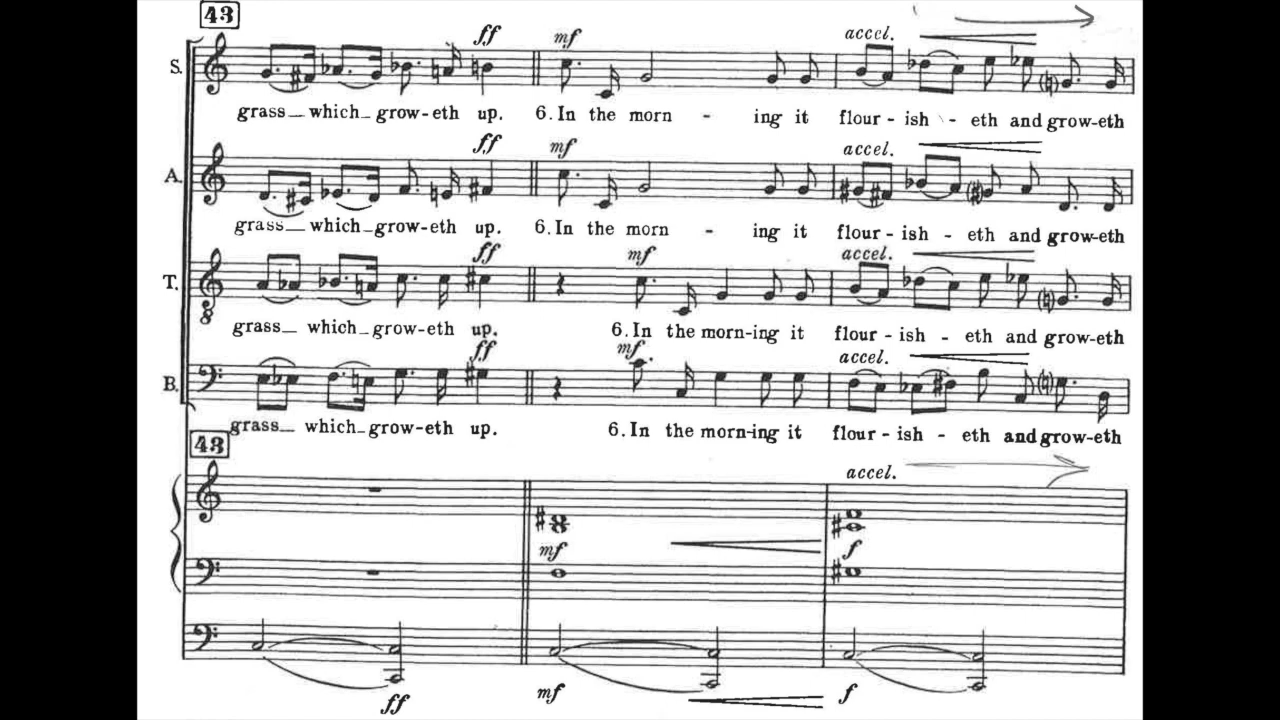 43
ff mf accel.
S.
grass— which— grow-eth up. 6. In the morn - ing it flour - ish - eth and grow-eth
ff mf accel.
A.
grass— which— grow-eth up. 6. In the morn - ing it flour - ish - eth and grow-eth
ff mf accel.
T.
8
grass— which— grow-eth up. 6. In the morn-ing it flour - ish - eth and grow-eth
ff mf accel.
B.
grass— which— grow-eth up. 6. In the morn-ing it flour - ish - eth and grow-eth
43
accel.
mf f
ff mf f